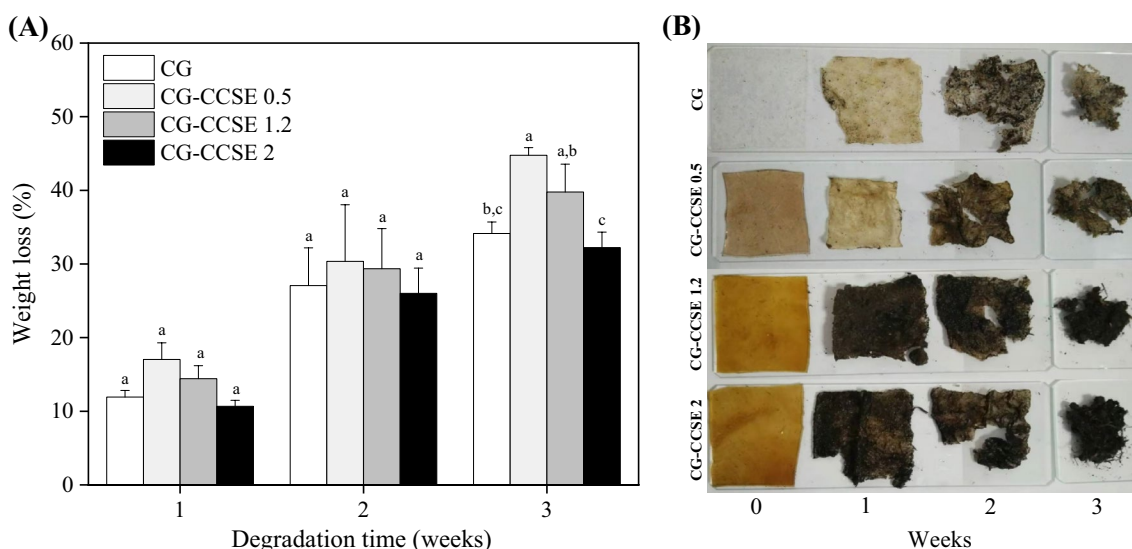 (A)
60
50
40
30
20
10
0
Weight loss (%)
CG
CG-CCSE 0.5
CG-CCSE 1.2
CG-CCSE 2
a
a
a
a
a
a
a
a
b,c
a
a,b
c
1
2
3
Degradation time (weeks)
(B)
CG
CG-CCSE 0.5
CG-CCSE 1.2
CG-CCSE 2
0
1
2
3
Weeks